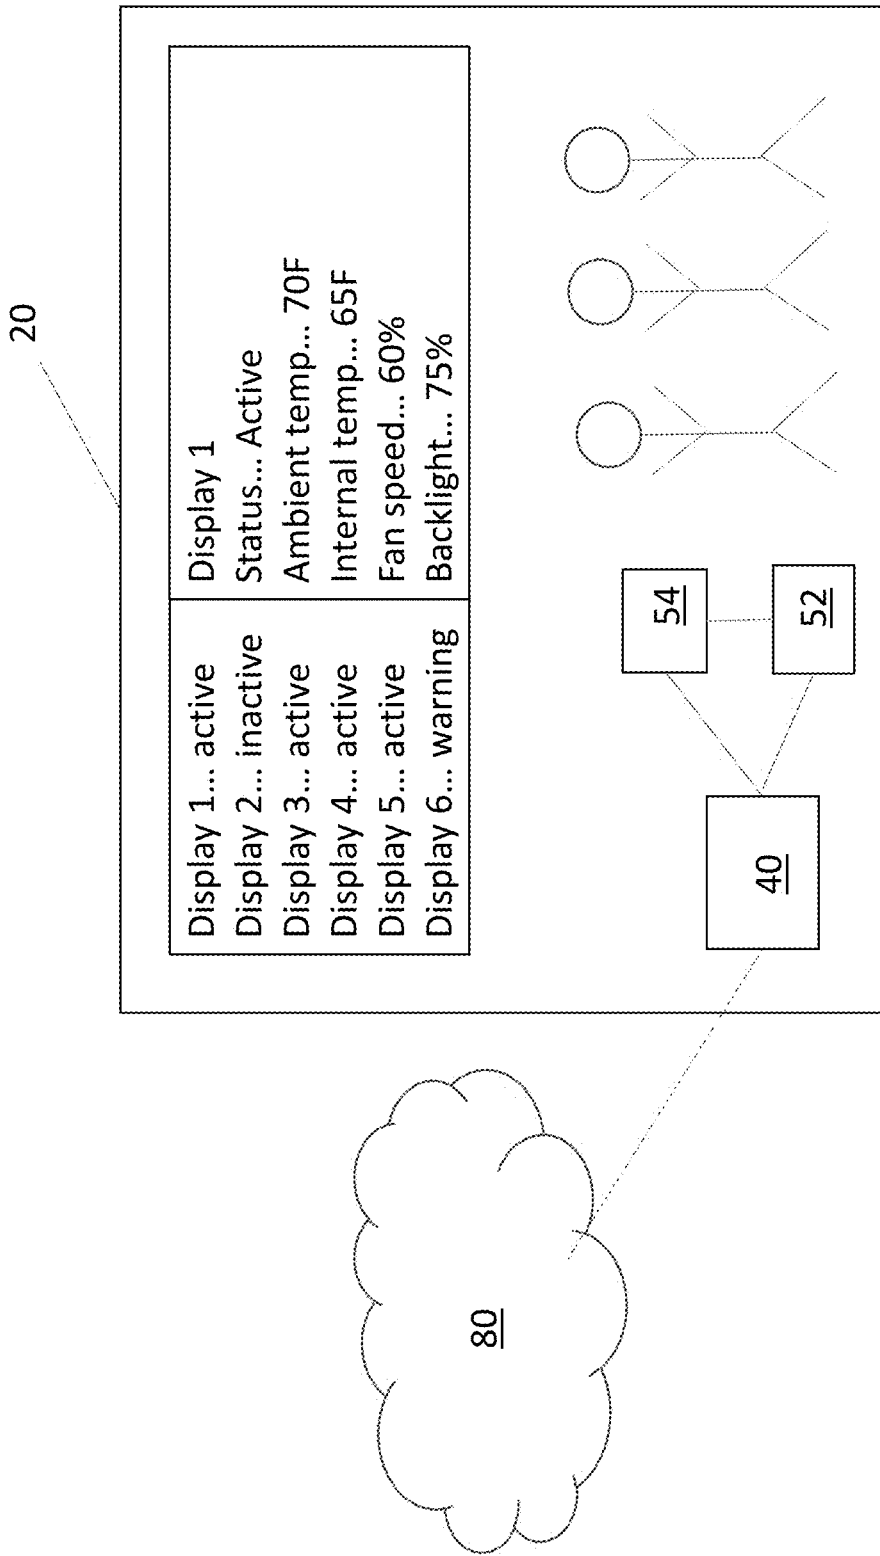 20
Display 1... active
Display 2... inactive
Display 3... active
Display 4... active
Display 5... active
Display 6... warning
Display 1
Status... Active
Ambient temp... 70F
Internal temp... 65F
Fan speed... 60%
Backlight... 75%
80
40
54
52